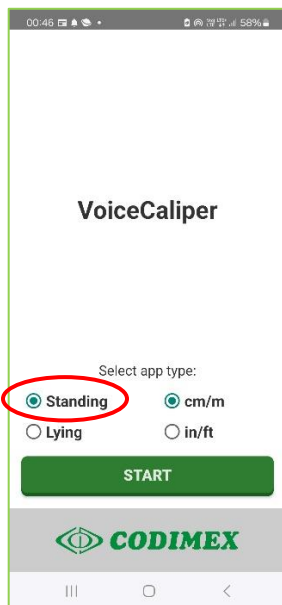 00:46 58%
VoiceCaliper
Select app type:
Standing cm/m
Lying in/ft
START
CODIMEX